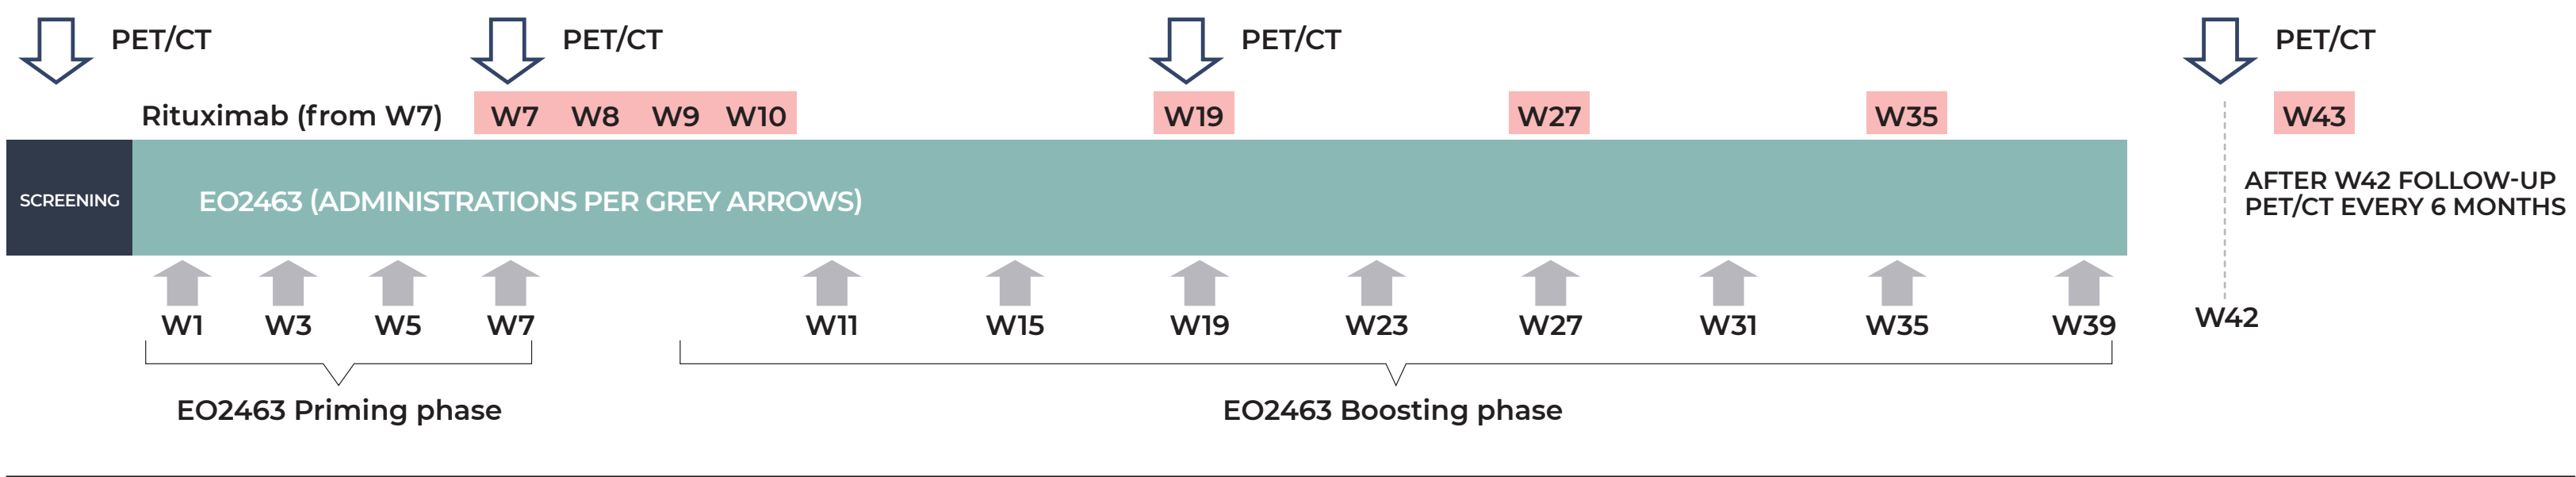 PET/CT PET/CT PET/CT PET/CT
Rituximab (from W7) W7 W8 W9 W10 W19 W27 W35 W43
SCREENING
EO2463 (ADMINISTRATIONS PER GREY ARROWS)
AFTER W42 FOLLOW-UP
PET/CT EVERY 6 MONTHS
W1 W3 W5 W7 W11 W15 W19 W23 W27 W31 W35 W39 W42
EO2463 Priming phase EO2463 Boosting phase